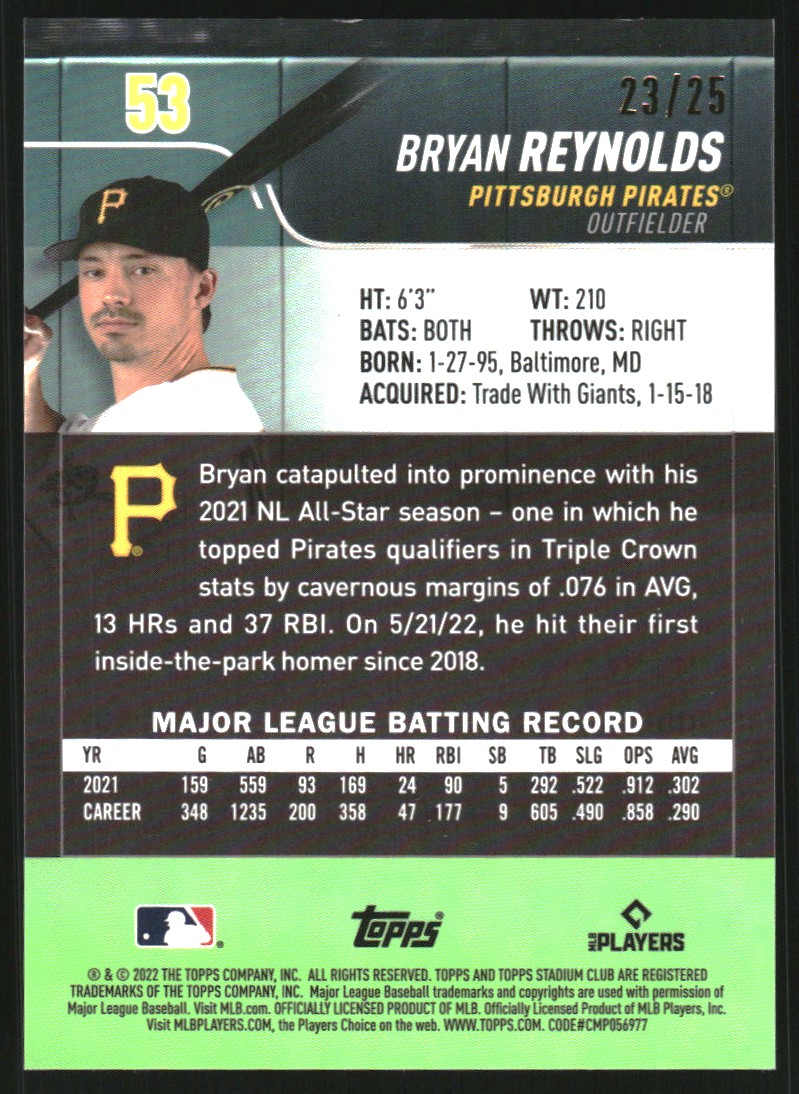 53
23/25
BRYAN REYNOLDS
PITTSBURGH PIRATES®
OUTFIELDER
P
HT: 6'3" WT: 210
BATS: BOTH THROWS: RIGHT
BORN: 1-27-95, Baltimore, MD
ACQUIRED: Trade With Giants, 1-15-18
P
Bryan catapulted into prominence with his
2021 NL All-Star season – one in which he
topped Pirates qualifiers in Triple Crown
stats by cavernous margins of .076 in AVG,
13 HRs and 37 RBI. On 5/21/22, he hit their first
inside-the-park homer since 2018.
MAJOR LEAGUE BATTING RECORD
YR G AB R H HR RBI SB TB SLG OPS AVG
2021 159 559 93 169 24 90 5 292 .522 .912 .302
CAREER 348 1235 200 358 47 177 9 605 .490 .858 .290
topps®
MLB PLAYERS
® & © 2022 THE TOPPS COMPANY, INC. ALL RIGHTS RESERVED. TOPPS AND TOPPS STADIUM CLUB ARE REGISTERED
TRADEMARKS OF THE TOPPS COMPANY, INC. Major League Baseball trademarks and copyrights are used with permission of
Major League Baseball. Visit MLB.com. OFFICIALLY LICENSED PRODUCT OF MLB. Officially Licensed Product of MLB Players, Inc.
Visit MLBPLAYERS.COM, the Players Choice on the web. WWW.TOPPS.COM. CODE#CMP056977